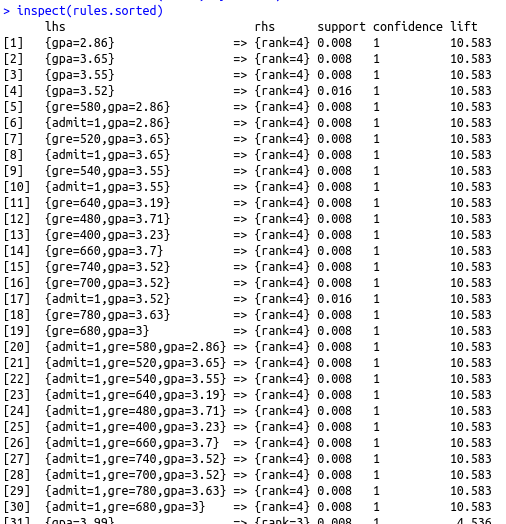 > inspect(rules.sorted)
lhs rhs support confidence lift
[1] {gpa=2.86} => {rank=4} 0.008 1 10.583
[2] {gpa=3.65} => {rank=4} 0.008 1 10.583
[3] {gpa=3.55} => {rank=4} 0.008 1 10.583
[4] {gpa=3.52} => {rank=4} 0.016 1 10.583
[5] {gre=580,gpa=2.86} => {rank=4} 0.008 1 10.583
[6] {admit=1,gpa=2.86} => {rank=4} 0.008 1 10.583
[7] {gre=520,gpa=3.65} => {rank=4} 0.008 1 10.583
[8] {admit=1,gpa=3.65} => {rank=4} 0.008 1 10.583
[9] {gre=540,gpa=3.55} => {rank=4} 0.008 1 10.583
[10] {admit=1,gpa=3.55} => {rank=4} 0.008 1 10.583
[11] {gre=640,gpa=3.19} => {rank=4} 0.008 1 10.583
[12] {gre=480,gpa=3.71} => {rank=4} 0.008 1 10.583
[13] {gre=400,gpa=3.23} => {rank=4} 0.008 1 10.583
[14] {gre=660,gpa=3.7} => {rank=4} 0.008 1 10.583
[15] {gre=740,gpa=3.52} => {rank=4} 0.008 1 10.583
[16] {gre=700,gpa=3.52} => {rank=4} 0.008 1 10.583
[17] {admit=1,gpa=3.52} => {rank=4} 0.016 1 10.583
[18] {gre=780,gpa=3.63} => {rank=4} 0.008 1 10.583
[19] {gre=680,gpa=3} => {rank=4} 0.008 1 10.583
[20] {admit=1,gre=580,gpa=2.86} => {rank=4} 0.008 1 10.583
[21] {admit=1,gre=520,gpa=3.65} => {rank=4} 0.008 1 10.583
[22] {admit=1,gre=540,gpa=3.55} => {rank=4} 0.008 1 10.583
[23] {admit=1,gre=640,gpa=3.19} => {rank=4} 0.008 1 10.583
[24] {admit=1,gre=480,gpa=3.71} => {rank=4} 0.008 1 10.583
[25] {admit=1,gre=400,gpa=3.23} => {rank=4} 0.008 1 10.583
[26] {admit=1,gre=660,gpa=3.7} => {rank=4} 0.008 1 10.583
[27] {admit=1,gre=740,gpa=3.52} => {rank=4} 0.008 1 10.583
[28] {admit=1,gre=700,gpa=3.52} => {rank=4} 0.008 1 10.583
[29] {admit=1,gre=780,gpa=3.63} => {rank=4} 0.008 1 10.583
[30] {admit=1,gre=680,gpa=3} => {rank=4} 0.008 1 10.583
[31] {gpa=3.99} => {rank=3} 0.008 1 4.536